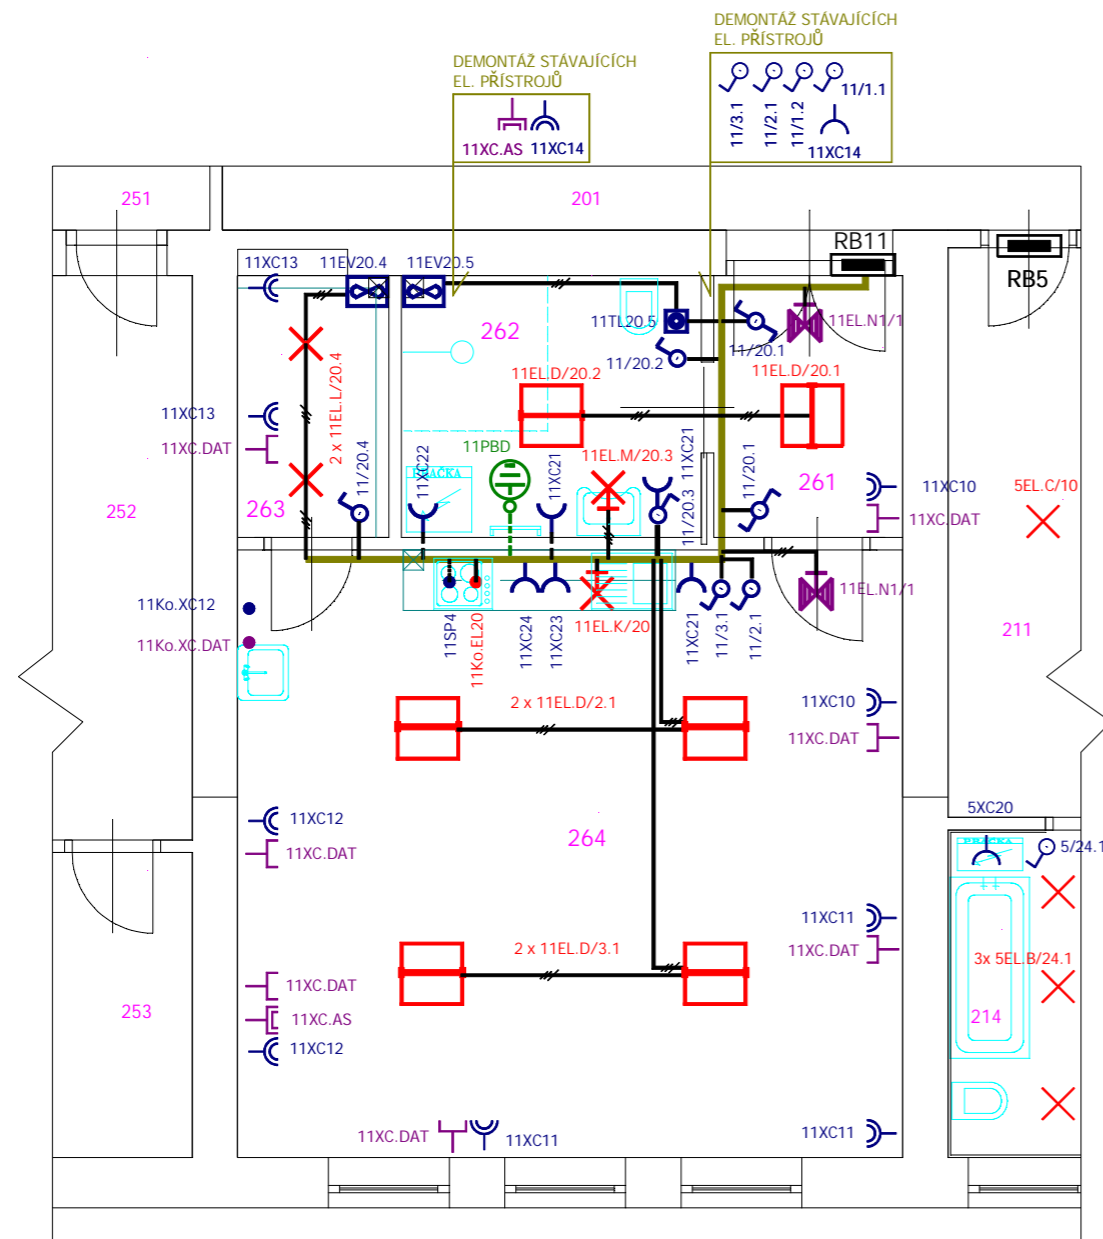 DEMONTÁŽ STÁVAJÍCÍCH
EL. PŘÍSTROJŮ
11XC.AS
11XC14
DEMONTÁŽ STÁVAJÍCÍCH
EL. PŘÍSTROJŮ
11/3.1
11/2.1
11/1.2
11/1.1
11XC14
251
201
RB11
RB5
11XC13
11EV20.4
11EV20.5
262
11TL20.5
11/20.1
11EL.N1/1
11/20.2
11EL.D/20.2
11EL.D/20.1
2 x 11EL.L/20.4
11XC13
11XC.DAT
11/20.4
11XC22
PRAČKA
11PBD
11XC21
11EL.M/20.3
11XC21
11/20.3
11/20.1
261
11XC10
11XC.DAT
5EL.C/10
252
263
11Ko.XC12
11Ko.XC.DAT
11SP4
11Ko.EL20
11XC24
11XC23
11EL.K/20
11XC21
11/3.1
11/2.1
11EL.N1/1
211
2 x 11EL.D/2.1
11XC10
11XC.DAT
11XC12
11XC.DAT
264
5XC20
PRAČKA
5/24.1
11XC11
11XC.DAT
2 x 11EL.D/3.1
3x 5EL.B/24.1
11XC.DAT
11XC.AS
11XC12
253
214
11XC.DAT
11XC11
11XC11